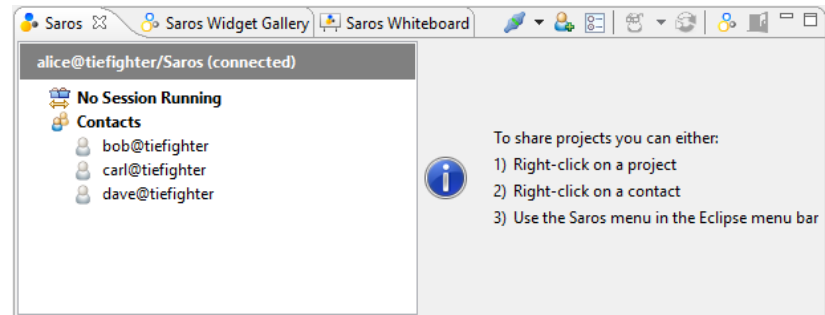 Saros
Saros Widget Gallery
Saros Whiteboard
alice@tiefighter/Saros (connected)
No Session Running
Contacts
bob@tiefighter
carl@tiefighter
dave@tiefighter
To share projects you can either:
1) Right-click on a project
2) Right-click on a contact
3) Use the Saros menu in the Eclipse menu bar